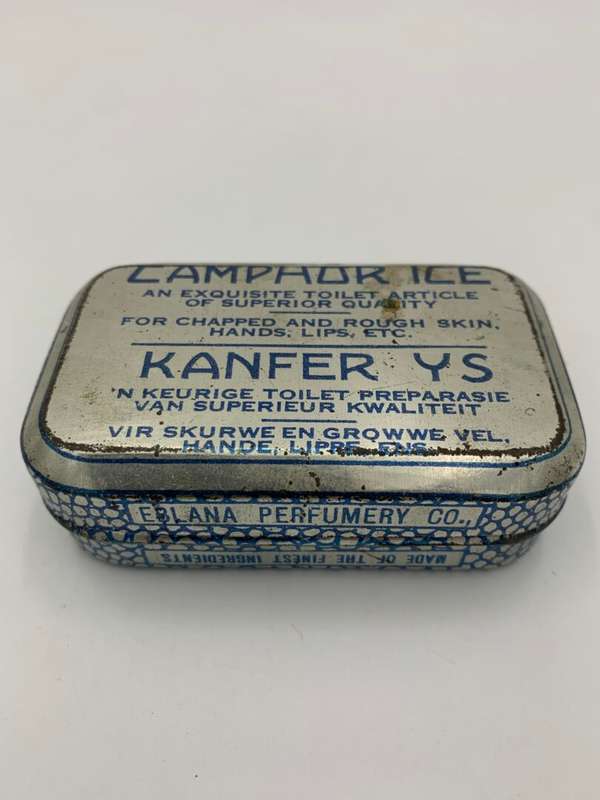 CAMPHOR ICE
AN EXQUISITE TOILET ARTICLE
OF SUPERIOR QUALITY
FOR CHAPPED AND ROUGH SKIN,
HANDS, LIPS, ETC.
KANFER YS
'N KEURIGE TOILET PREPARASIE
VAN SUPERIEUR KWALITEIT
VIR SKURWE EN GROWWE VEL,
HANDE, LIPPE, ENS.
EBLANA PERFUMERY CO.,
MADE OF THE FINEST INGREDIENTS